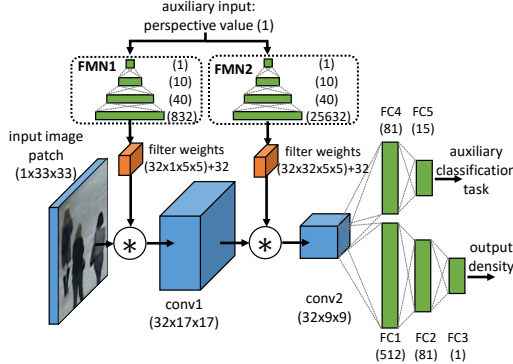 auxiliary input:
perspective value (1)
FMN1
(1)
(10)
(40)
(832)
FMN2
(1)
(10)
(40)
(25632)
input image
patch
(1x33x33)
filter weights
(32x1x5x5)+32
filter weights
(32x32x5x5)+32
FC4
(81)
FC5
(15)
auxiliary
classification
task
*
*
conv1
(32x17x17)
conv2
(32x9x9)
output
density
FC1
(512)
FC2
(81)
FC3
(1)